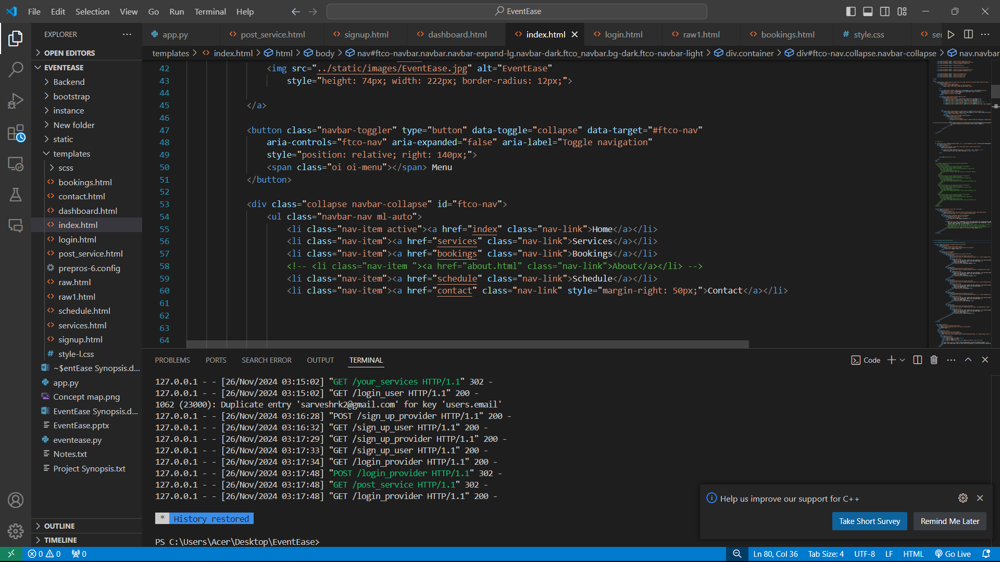 File Edit Selection View Go Run Terminal Help EventEase
EXPLORER
app.py post_service.html signup.html dashboard.html index.html login.html raw1.html bookings.html # style.css ser
templates > index.html > html > body > nav#ftco-navbar.navbar.navbar-expand-lg.navbar-dark.ftco_navbar.bg-dark.ftco-navbar-light > div.container > div#ftco-nav.collapse.navbar-collapse > nav.navbar
OPEN EDITORS
EVENTEASE
Backend
bootstrap
instance
New folder
static
templates
scss
bookings.html
contact.html
dashboard.html
index.html
login.html
post_service.html
prepros-6.config
raw.html
raw1.html
schedule.html
services.html
signup.html
# style-l.css
~$entEase Synopsis.d...
app.py
Concept map.png
EventEase Synopsis.d...
EventEase.pptx
eventease.py
Notes.txt
Project Synopsis.txt
OUTLINE
TIMELINE
42 <img src="../static/images/EventEase.jpg" alt="EventEase"
43 style="height: 74px; width: 222px; border-radius: 12px;">
44
45 </a>
46
47 <button class="navbar-toggler" type="button" data-toggle="collapse" data-target="#ftco-nav"
48 aria-controls="ftco-nav" aria-expanded="false" aria-label="Toggle navigation"
49 style="position: relative; right: 140px;">
50 <span class="oi oi-menu"></span> Menu
51 </button>
52
53 <div class="collapse navbar-collapse" id="ftco-nav">
54 <ul class="navbar-nav ml-auto">
55 <li class="nav-item active"><a href="index" class="nav-link">Home</a></li>
56 <li class="nav-item"><a href="services" class="nav-link">Services</a></li>
57 <li class="nav-item"><a href="bookings" class="nav-link">Bookings</a></li>
58 <!-- <li class="nav-item "><a href="about.html" class="nav-link">About</a></li> -->
59 <li class="nav-item"><a href="schedule" class="nav-link">Schedule</a></li>
60 <li class="nav-item"><a href="contact" class="nav-link" style="margin-right: 50px;">Contact</a></li>
61
62
63
64
PROBLEMS PORTS SEARCH ERROR OUTPUT TERMINAL Code
127.0.0.1 - - [26/Nov/2024 03:15:02] "GET /your_services HTTP/1.1" 302 -
127.0.0.1 - - [26/Nov/2024 03:15:02] "GET /login_user HTTP/1.1" 200 -
1062 (23000): Duplicate entry 'sarveshrk2@gmail.com' for key 'users.email'
127.0.0.1 - - [26/Nov/2024 03:16:28] "POST /sign_up_provider HTTP/1.1" 200 -
127.0.0.1 - - [26/Nov/2024 03:16:32] "GET /sign_up_user HTTP/1.1" 200 -
127.0.0.1 - - [26/Nov/2024 03:17:29] "GET /sign_up_provider HTTP/1.1" 200 -
127.0.0.1 - - [26/Nov/2024 03:17:33] "GET /sign_up_user HTTP/1.1" 200 -
127.0.0.1 - - [26/Nov/2024 03:17:34] "GET /login_provider HTTP/1.1" 200 -
127.0.0.1 - - [26/Nov/2024 03:17:48] "POST /login_provider HTTP/1.1" 302 -
127.0.0.1 - - [26/Nov/2024 03:17:48] "GET /post_service HTTP/1.1" 302 -
127.0.0.1 - - [26/Nov/2024 03:17:48] "GET /login_provider HTTP/1.1" 200 -
* History restored
PS C:\Users\Acer\Desktop\EventEase>
Help us improve our support for C++
Take Short Survey Remind Me Later
0 0 0 Ln 80, Col 36 Tab Size: 4 UTF-8 LF HTML Go Live